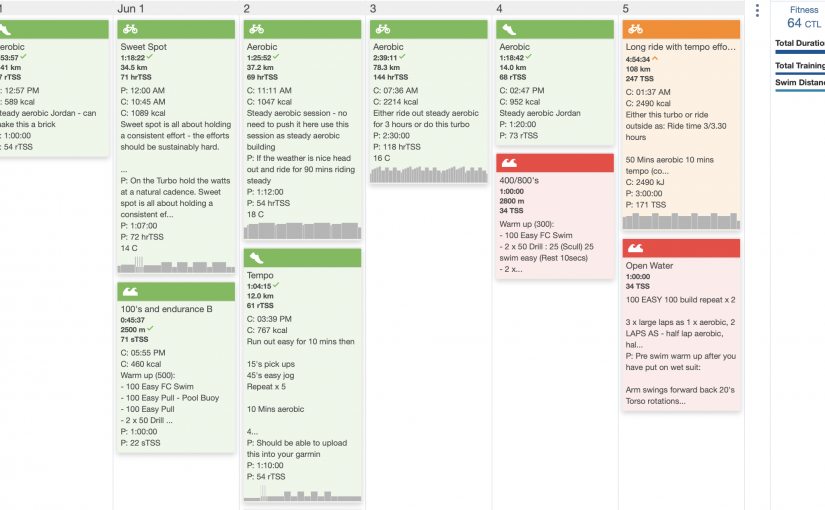 1
erobic
:53:57
41 km
7 rTSS
: 12:57 PM
: 589 kcal
teady aerobic Jordan - can
ake this a brick
: 1:00:00
: 54 rTSS
Jun 1
Sweet Spot
1:18:22
34.5 km
71 hrTSS
P: 12:00 AM
C: 10:45 AM
C: 1089 kcal
Sweet spot is all about holding
a consistent effort - the efforts
should be sustainably hard.
...
P: On the Turbo hold the watts
at a natural cadence. Sweet
spot is all about holding a
consistent ef...
P: 1:07:00
P: 72 hrTSS
14 C
100's and endurance B
0:45:37
2500 m
71 sTSS
C: 05:55 PM
C: 460 kcal
Warm up (500):
- 100 Easy FC Swim
- 100 Easy Pull - Pool Buoy
- 100 Easy Pull
- 2 x 50 Drill ...
P: 1:00:00
P: 22 sTSS
2
Aerobic
1:25:52
37.2 km
69 hrTSS
C: 11:11 AM
C: 1047 kcal
Steady aerobic session - no
need to push it here use this
session as steady aerobic
building
P: If the weather is nice head
out and ride for 90 mins riding
steady
P: 1:12:00
P: 54 hrTSS
18 C
Tempo
1:04:15
12.0 km
61 rTSS
C: 03:39 PM
C: 767 kcal
Run out easy for 10 mins then
15's pick ups
45's easy jog
Repeat x 5
10 Mins aerobic
4...
P: Should be able to upload
this into your garmin
P: 1:10:00
P: 54 rTSS
3
Aerobic
2:39:11
78.3 km
144 hrTSS
C: 07:36 AM
C: 2214 kcal
Either ride out steady aerobic
for 3 hours or do this turbo
P: 2:30:00
P: 118 hrTSS
16 C
4
Aerobic
1:18:42
14.0 km
68 rTSS
C: 02:47 PM
C: 952 kcal
Steady aerobic Jordan
P: 1:20:00
P: 73 rTSS
400/800's
1:00:00
2800 m
34 TSS
Warm up (300):
- 100 Easy FC Swim
- 2 x 50 Drill : 25 (Scull) 25
swim easy (Rest 10secs)
- 2 x...
5
Long ride with tempo effo...
4:54:34
108 km
247 TSS
C: 01:37 AM
C: 2490 kcal
Either this turbo or ride
outside as: Ride time 3/3.30
hours
50 Mins aerobic 10 mins
tempo (co...
C: 2490 kJ
P: 3:00:00
P: 171 TSS
Open Water
1:00:00
34 TSS
100 EASY 100 build repeat x 2
3 x large laps as 1 x aerobic, 2
LAPS AS - half lap aerobic,
hal...
P: Pre swim warm up after you
have put on wet suit:
Arm swings forward back 20's
Torso rotations...
Fitness
64 CTL
Total Duratio
Total Training
Swim Distanc